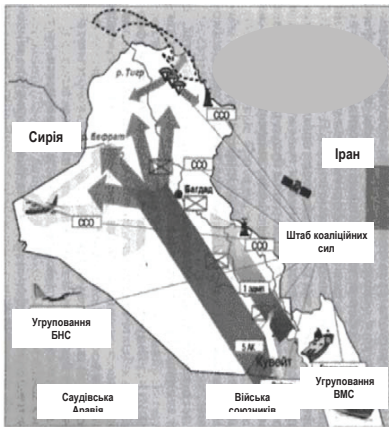 р. Тигр
ССО
Сирія
р. Евфрат
ССО
Іран
Багдад
ССО
ССО
Штаб коаліційних
сил
Угруповання
БНС
5 АК
Кувейт
Саудівська
Аравія
Війська
союзників
Угруповання
ВМС